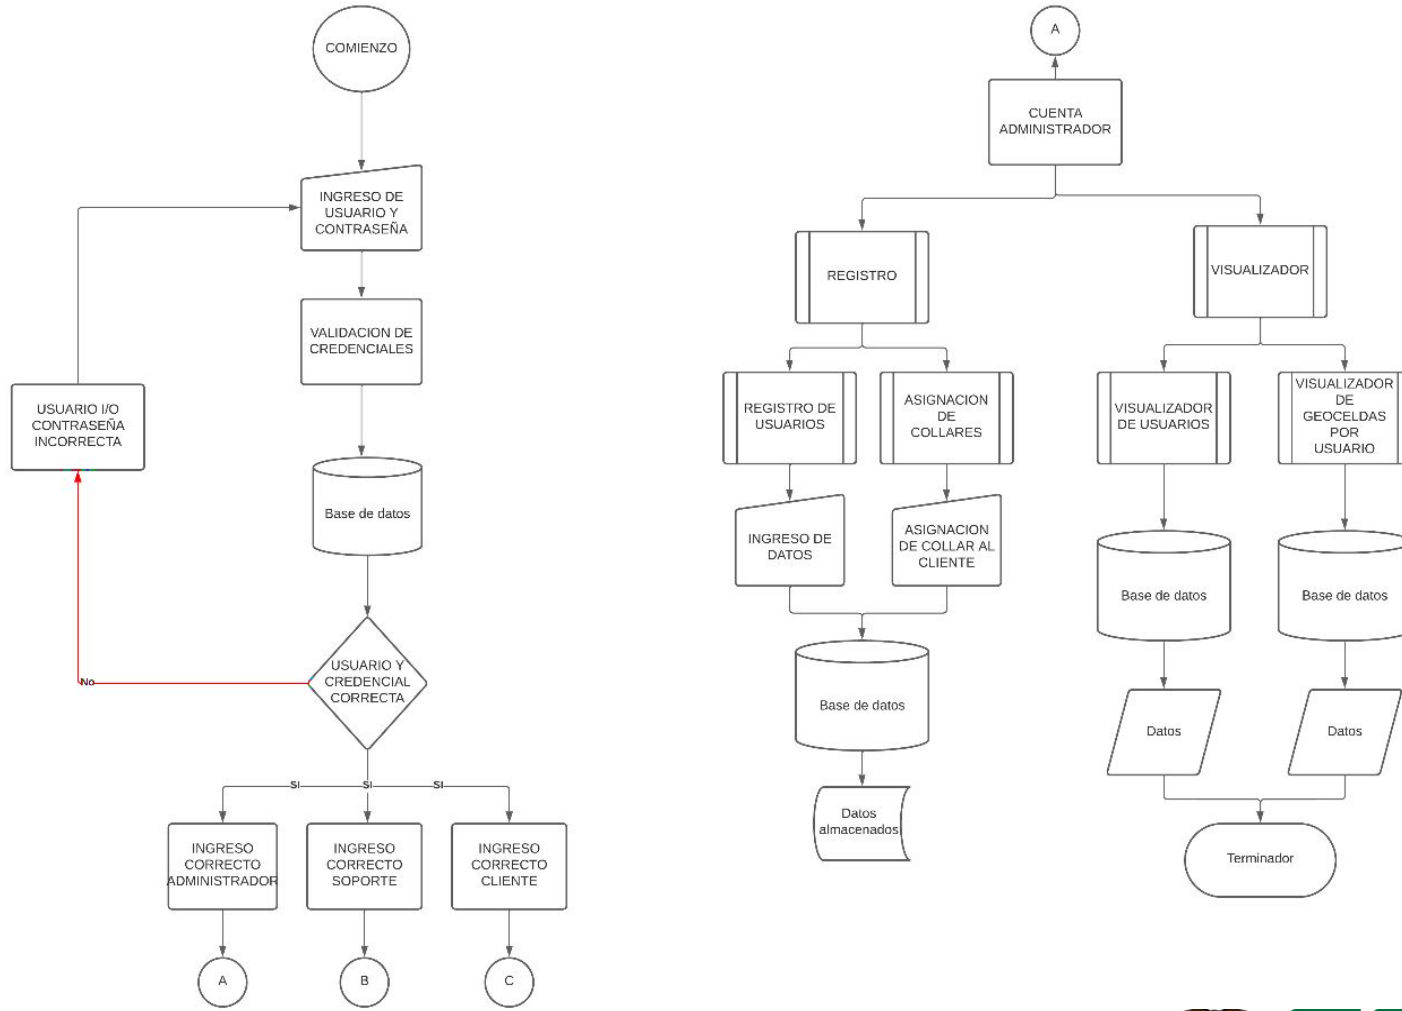 COMIENZO
INGRESO DE
USUARIO Y
CONTRASEÑA
VALIDACION DE
CREDENCIALES
USUARIO I/O
CONTRASEÑA
INCORRECTA
Base de datos
USUARIO Y
CREDENCIAL
CORRECTA
No
SI
SI
SI
INGRESO
CORRECTO
ADMINISTRADOR
INGRESO
CORRECTO
SOPORTE
INGRESO
CORRECTO
CLIENTE
A
B
C
A
CUENTA
ADMINISTRADOR
REGISTRO
VISUALIZADOR
REGISTRO DE
USUARIOS
ASIGNACION
DE
COLLARES
VISUALIZADOR
DE USUARIOS
VISUALIZADOR
DE
GEOCELDAS
POR
USUARIO
INGRESO DE
DATOS
ASIGNACION
DE COLLAR AL
CLIENTE
Base de datos
Base de datos
Base de datos
Datos
Datos
Datos
almacenados
Terminador